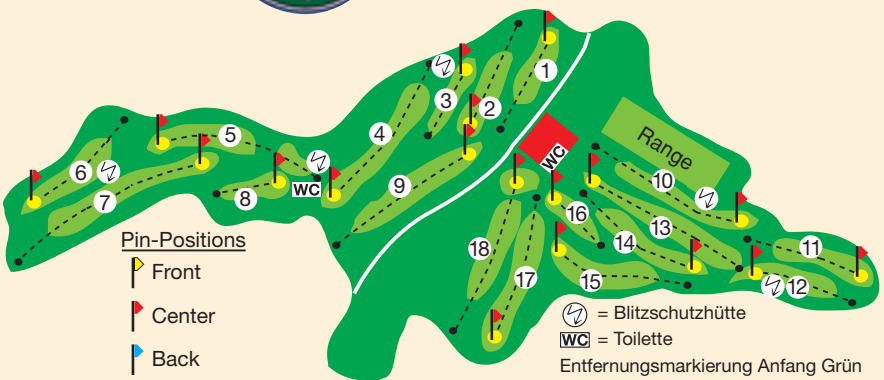 1
2
3
4
5
6
7
8
9
WC
WC
Range
10
11
12
13
14
15
16
17
18
Pin-Positions
Front
Center
Back
= Blitzschutzhütte
WC = Toilette
Entfernungsmarkierung Anfang Grün